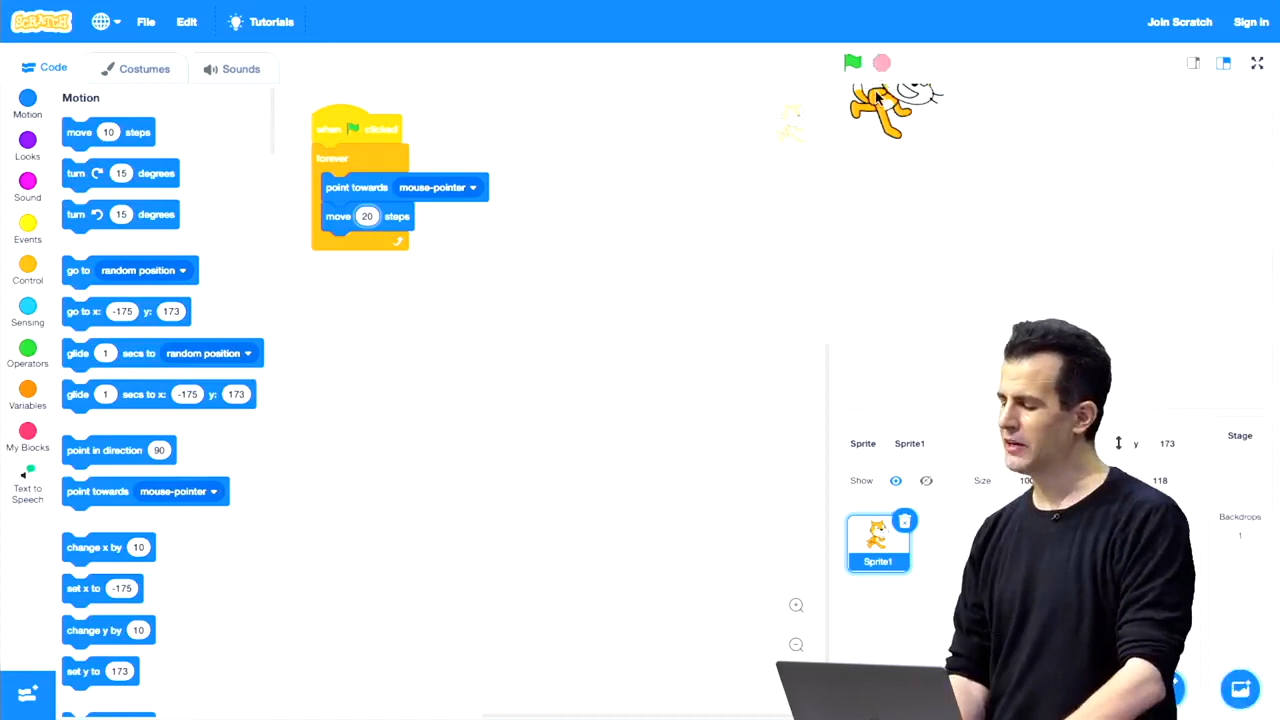 SCRATCH
File
Edit
Tutorials
Join Scratch
Sign in
Code
Costumes
Sounds
Motion
Looks
Sound
Events
Control
Sensing
Operators
Variables
My Blocks
Text to
Speech
Motion
move 10 steps
turn 15 degrees
turn 15 degrees
go to random position
go to x: -175 y: 173
glide 1 secs to random position
glide 1 secs to x: -175 y: 173
point in direction 90
point towards mouse-pointer
change x by 10
set x to -175
change y by 10
set y to 173
when clicked
forever
point towards mouse-pointer
move 20 steps
Sprite Sprite1
y 173
Show
Size
118
Sprite1
Stage
Backdrops
1